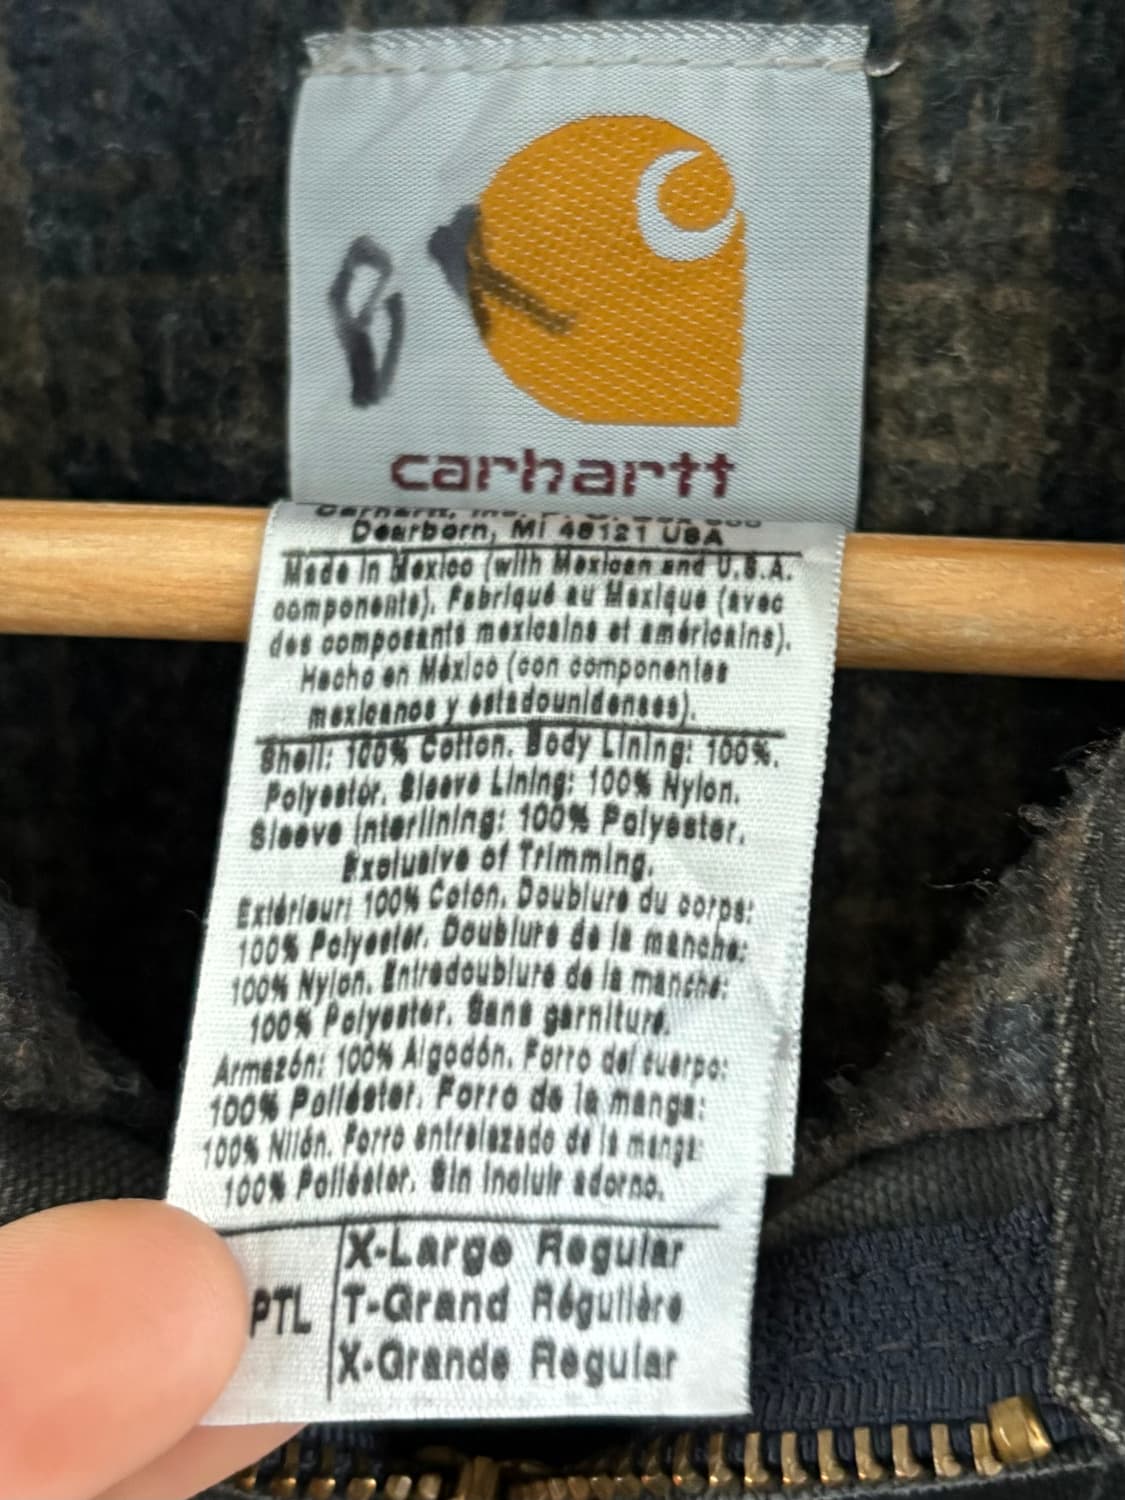 carhartt
Carhartt, Inc. P. O. Box 600
Dearborn, MI 48121 USA
Made in Mexico (with Mexican and U.S.A.
components). Fabriqué au Mexique (avec
des composants mexicains et américains).
Hecho en México (con componentes
mexicanos y estadounidenses).
Shell: 100% Cotton. Body Lining: 100%.
Polyester. Sleeve Lining: 100% Nylon.
Sleeve Interlining: 100% Polyester.
Exclusive of Trimming.
Extérieur: 100% Coton. Doublure du corps:
100% Polyester. Doublure de la manche:
100% Nylon. Entredoublure de la manche:
100% Polyester. Sans garniture.
Armazón: 100% Algodón. Forro del cuerpo:
100% Poliéster. Forro de la manga:
100% Nilón. Forro entrelazado de la manga:
100% Poliéster. Sin incluir adorno.
PTL
X-Large Regular
T-Grand Régulière
X-Grande Regular